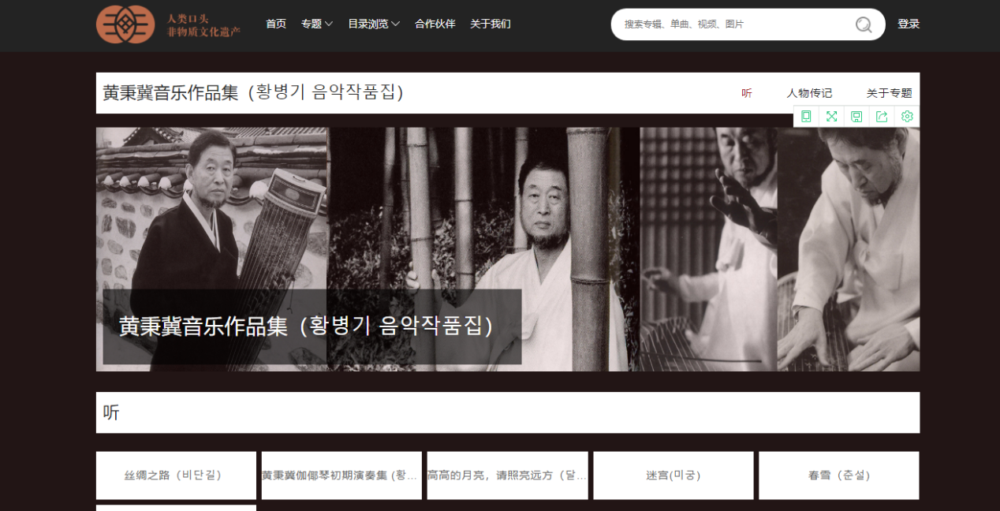 人类口头
非物质文化遗产
首页 专题 目录浏览 合作伙伴 关于我们
搜索专辑、单曲、视频、图片
登录
黄秉冀音乐作品集（황병기 음악작품집）
听 人物传记 关于专题
黄秉冀音乐作品集（황병기 음악작품집）
听
丝绸之路（비단길）
黄秉冀伽倻琴初期演奏集 (황...
高高的月亮，请照亮远方（달...
迷宫(미궁)
春雪（춘설）